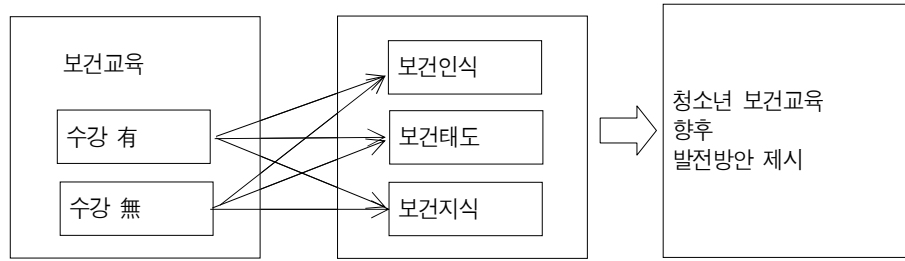 보건교육
수강 有
수강 無
보건인식
보건태도
보건지식
청소년 보건교육
향후
발전방안 제시